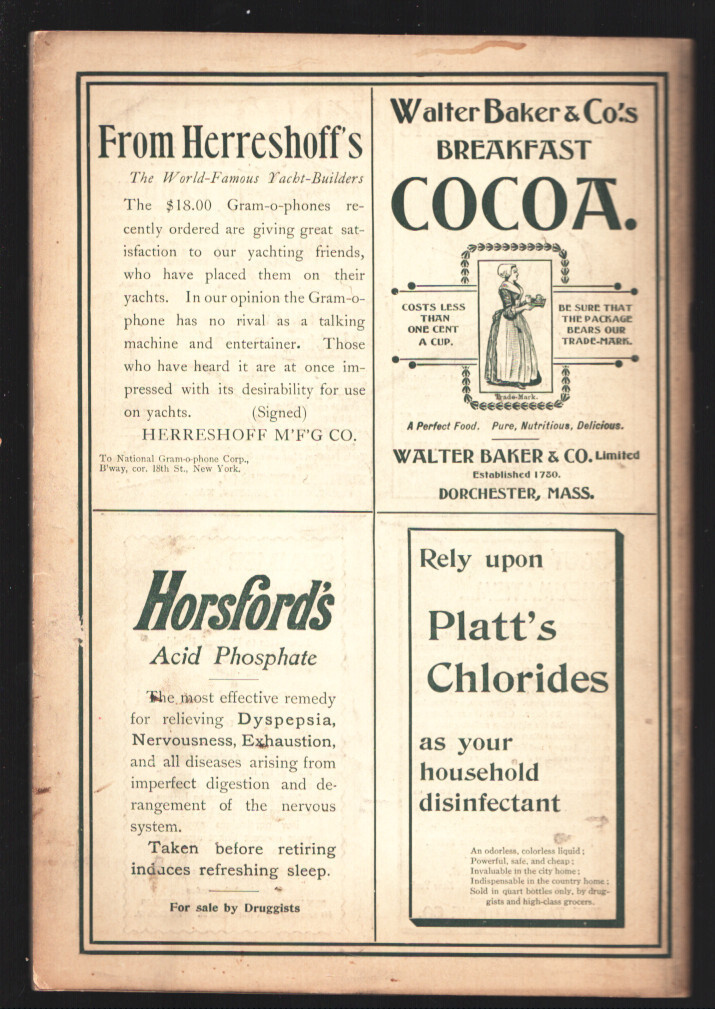 From Herreshoff's
The World-Famous Yacht-Builders
The $18.00 Gram-o-phones re-
cently ordered are giving great sat-
isfaction to our yachting friends,
who have placed them on their
yachts. In our opinion the Gram-o-
phone has no rival as a talking
machine and entertainer. Those
who have heard it are at once im-
pressed with its desirability for use
on yachts. (Signed)
HERRESHOFF M'F'G CO.
To National Gram-o-phone Corp.,
B'way, cor. 18th St., New York.
Walter Baker & Co.'s
BREAKFAST
COCOA.
COSTS LESS
THAN
ONE CENT
A CUP.
BE SURE THAT
THE PACKAGE
BEARS OUR
TRADE-MARK.
Trade-Mark.
A Perfect Food. Pure, Nutritious, Delicious.
WALTER BAKER & CO. Limited
Established 1780.
DORCHESTER, MASS.
Horsford's
Acid Phosphate
The most effective remedy
for relieving Dyspepsia,
Nervousness, Exhaustion,
and all diseases arising from
imperfect digestion and de-
rangement of the nervous
system.
Taken before retiring
induces refreshing sleep.
For sale by Druggists
Rely upon
Platt's
Chlorides
as your
household
disinfectant
An odorless, colorless liquid;
Powerful, safe, and cheap;
Invaluable in the city home;
Indispensable in the country home;
Sold in quart bottles only, by drug-
gists and high-class grocers.